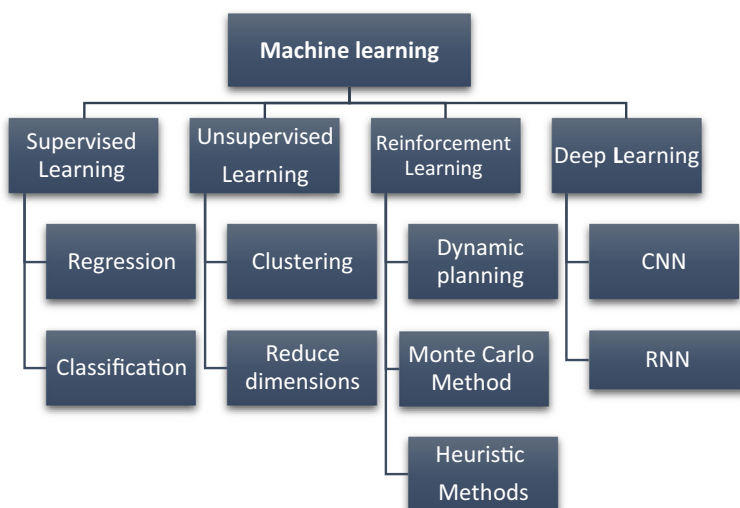 Machine learning
Supervised
Learning
Unsupervised
Learning
Reinforcement
Learning
Deep Learning
Regression
Clustering
Dynamic
planning
CNN
Classification
Reduce
dimensions
Monte Carlo
Method
RNN
Heuristic
Methods